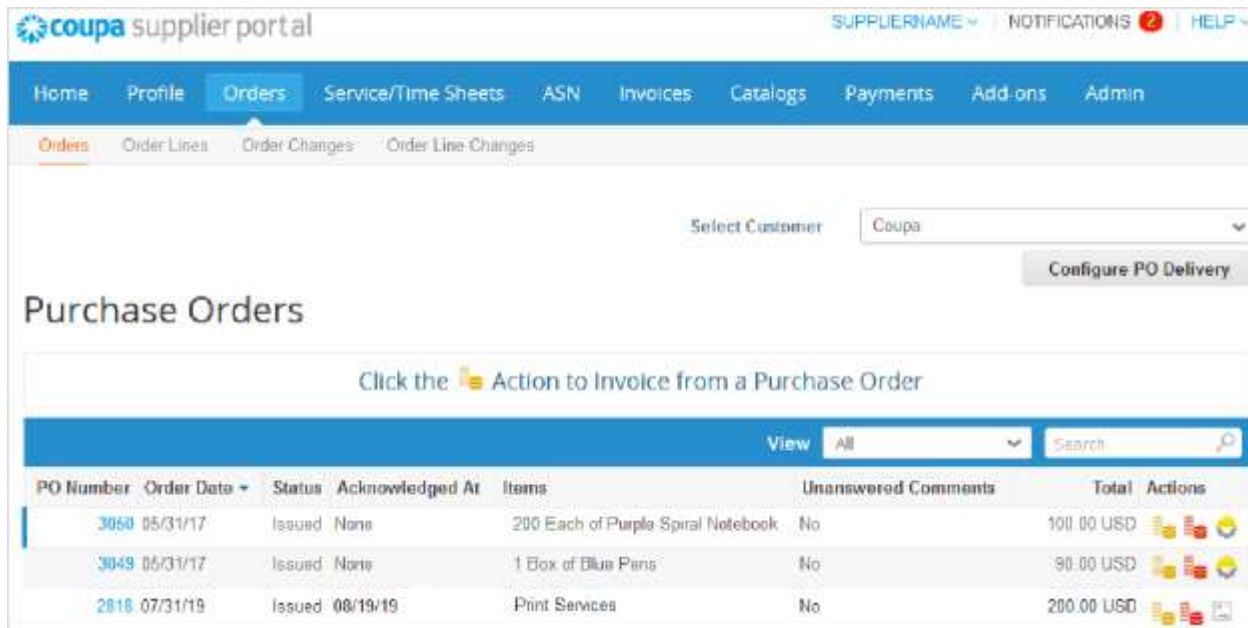 coupa supplier portal SUPPLIERNAME NOTIFICATIONS 2 HELP
Home Profile Orders Service/Time Sheets ASN Invoices Catalogs Payments Add-ons Admin
Orders Order Lines Order Changes Order Line Changes
Select Customer Coupa
Configure PO Delivery
Purchase Orders
Click the Action to Invoice from a Purchase Order
View All Search
PO Number Order Date Status Acknowledged At Items Unanswered Comments Total Actions
3050 05/31/17 Issued None 200 Each of Purple Spiral Notebook No 100.00 USD
3049 05/31/17 Issued None 1 Box of Blue Pens No 90.00 USD
2818 07/31/19 Issued 08/19/19 Print Services No 200.00 USD